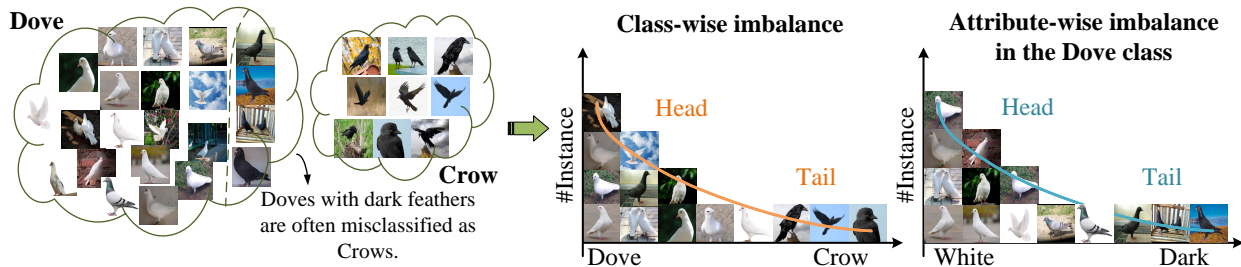 Dove
Crow
Doves with dark feathers
are often misclassified as
Crows.
Class-wise imbalance
#Instance
Head
Tail
Dove
Crow
Attribute-wise imbalance
in the Dove class
#Instance
Head
Tail
White
Dark